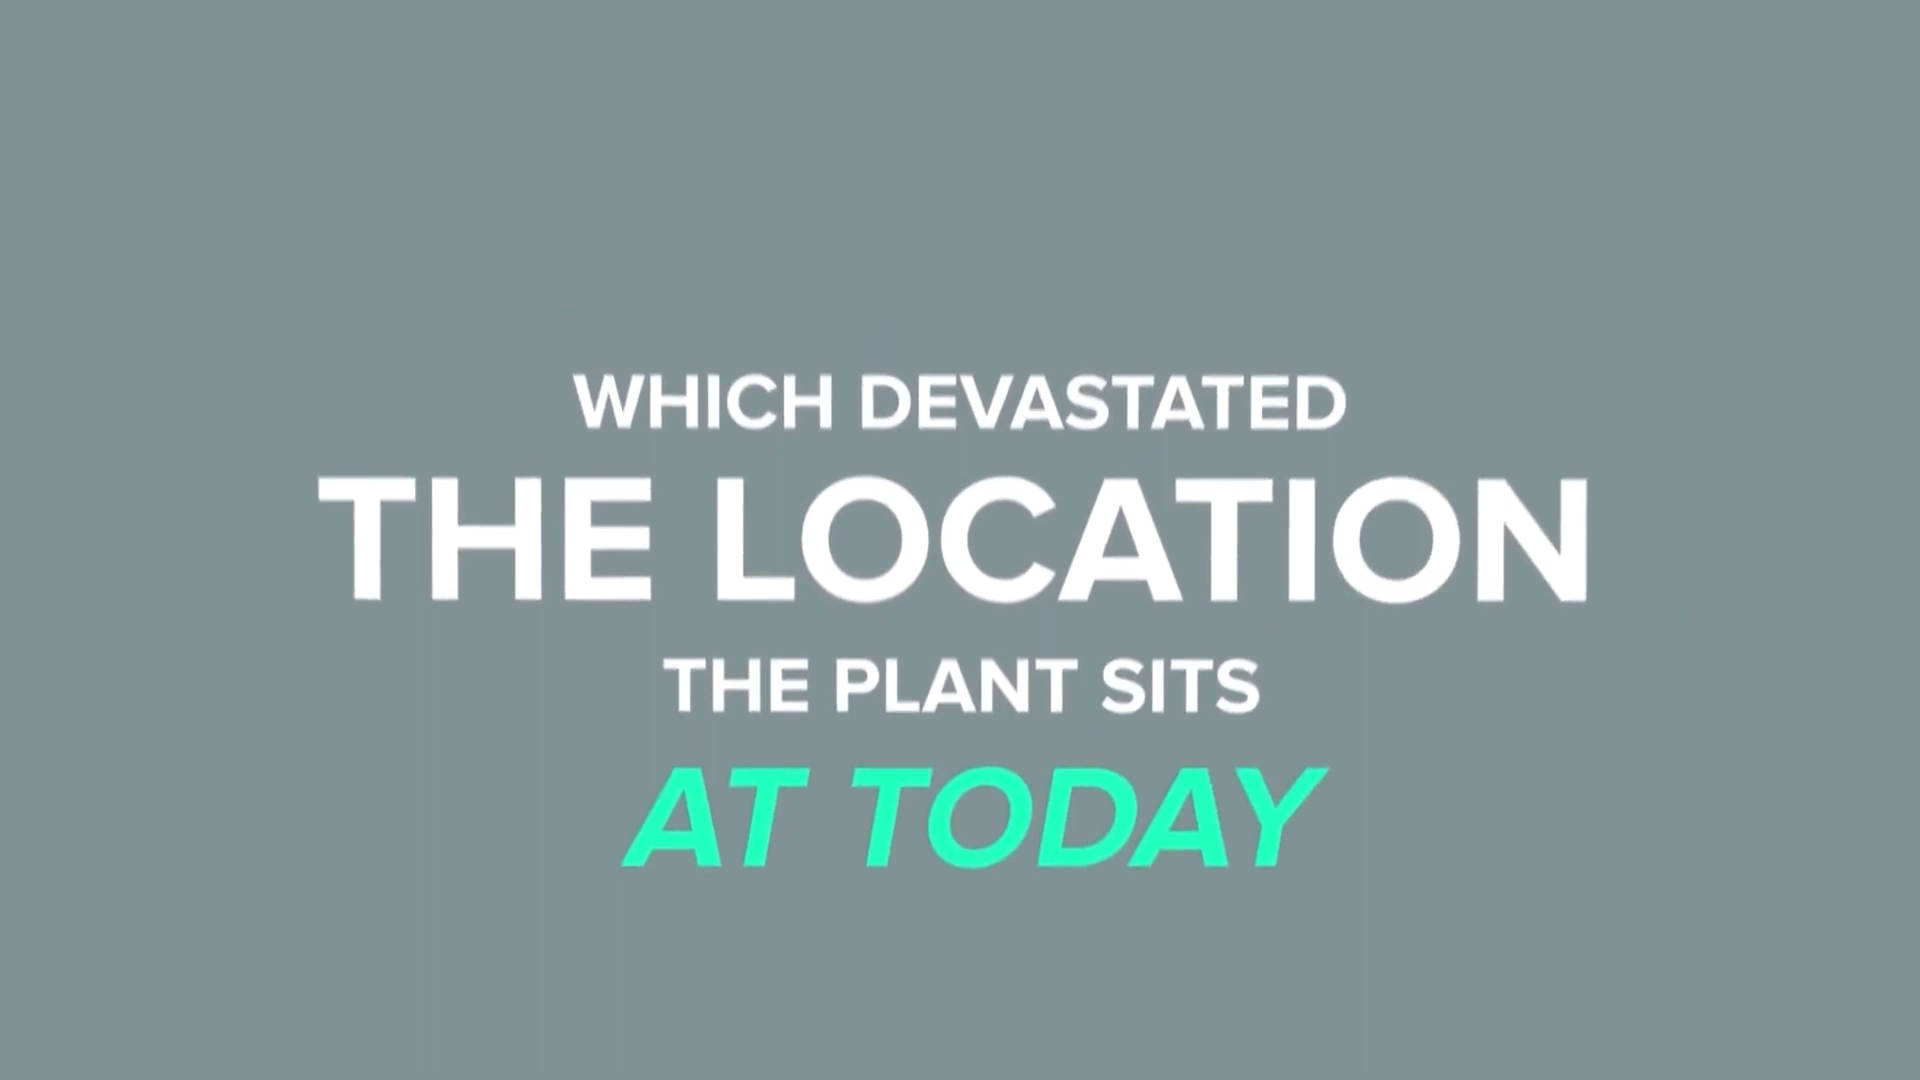 WHICH DEVASTATED
THE LOCATION
THE PLANT SITS
AT TODAY